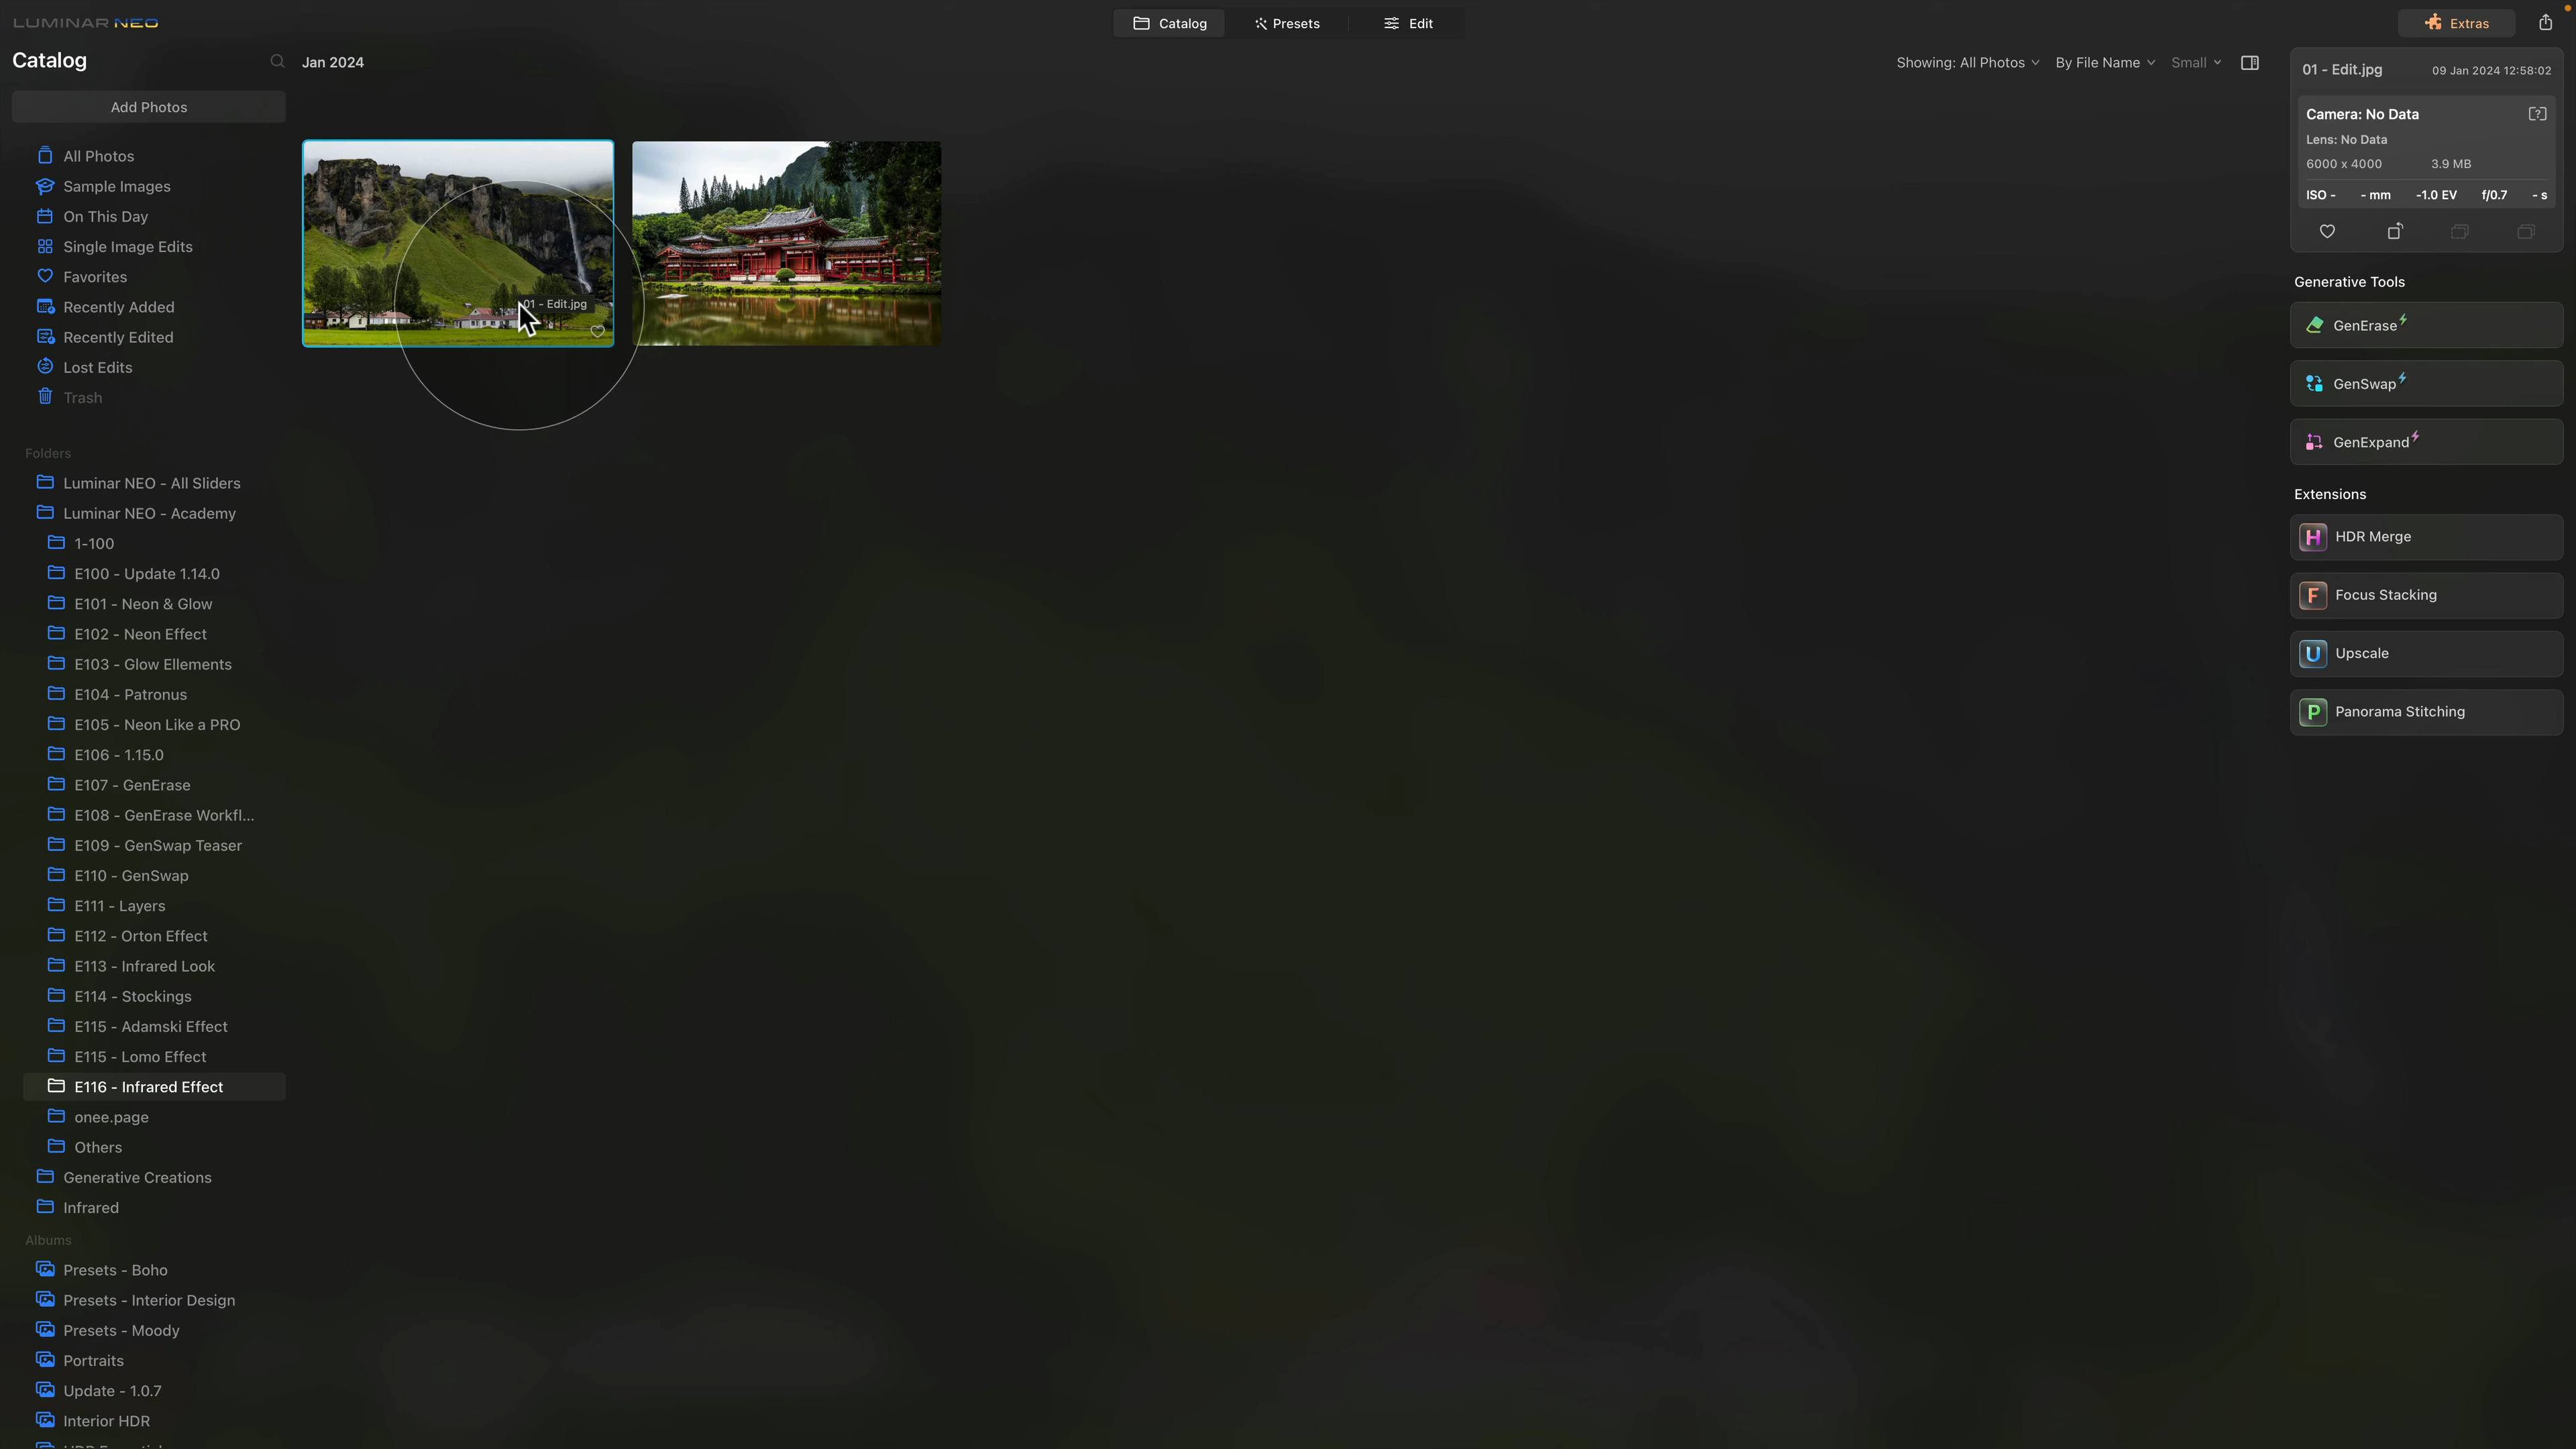 LUMINAR NEO
Catalog
Presets
Edit
Extras
Catalog
Jan 2024
Showing: All Photos
By File Name
Small
Add Photos
All Photos
Sample Images
On This Day
Single Image Edits
Favorites
Recently Added
Recently Edited
Lost Edits
Trash
Folders
Luminar NEO - All Sliders
Luminar NEO - Academy
1-100
E100 - Update 1.14.0
E101 - Neon & Glow
E102 - Neon Effect
E103 - Glow Ellements
E104 - Patronus
E105 - Neon Like a PRO
E106 - 1.15.0
E107 - GenErase
E108 - GenErase Workfl...
E109 - GenSwap Teaser
E110 - GenSwap
E111 - Layers
E112 - Orton Effect
E113 - Infrared Look
E114 - Stockings
E115 - Adamski Effect
E115 - Lomo Effect
E116 - Infrared Effect
onee.page
Others
Generative Creations
Infrared
Albums
Presets - Boho
Presets - Interior Design
Presets - Moody
Portraits
Update - 1.0.7
Interior HDR
01 - Edit.jpg
01 - Edit.jpg 09 Jan 2024 12:58:02
Camera: No Data
Lens: No Data
6000 x 4000 3.9 MB
ISO - - mm -1.0 EV f/0.7 - s
Generative Tools
GenErase
GenSwap
GenExpand
Extensions
H HDR Merge
F Focus Stacking
U Upscale
P Panorama Stitching